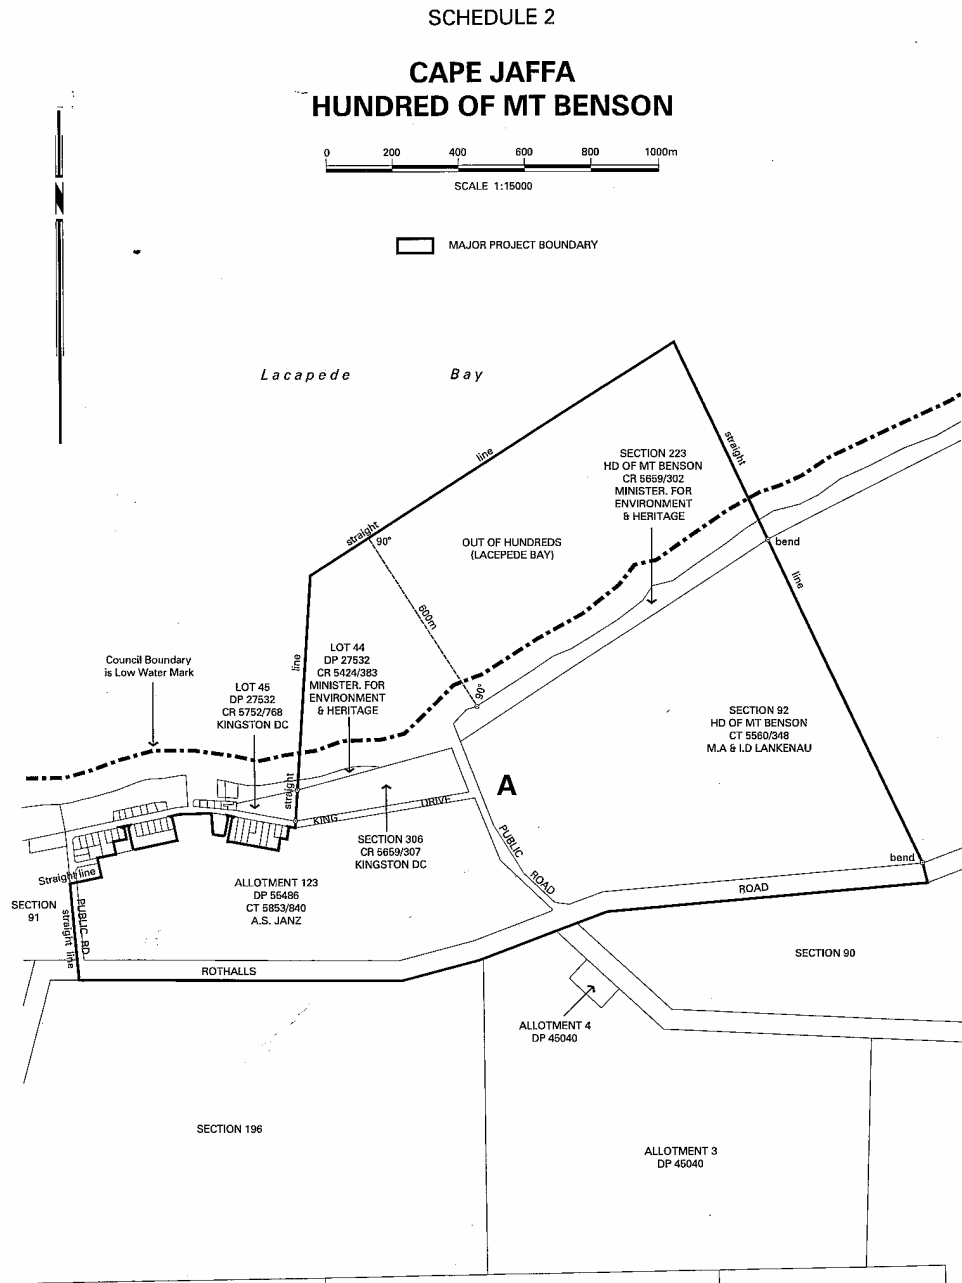 SCHEDULE 2
CAPE JAFFA
HUNDRED OF MT BENSON
0 200 400 600 800 1000m
SCALE 1:15000
N
MAJOR PROJECT BOUNDARY
Lacapede Bay
straight
line
SECTION 223
HD OF MT BENSON
CR 5659/302
MINISTER. FOR
ENVIRONMENT
& HERITAGE
straight
90°
OUT OF HUNDREDS
(LACEPEDE BAY)
bend
line
600m
LOT 44
DP 27532
CR 5424/383
MINISTER. FOR
ENVIRONMENT
& HERITAGE
line
Council Boundary
is Low Water Mark
LOT 45
DP 27532
CR 5752/768
KINGSTON DC
90°
SECTION 92
HD OF MT BENSON
CT 5560/348
M.A & I.D LANKENAU
straight
A
KING DRIVE
SECTION 306
CR 5659/307
KINGSTON DC
PUBLIC
ROAD
bend
ROAD
Straight line
ALLOTMENT 123
DP 55486
CT 5853/840
A.S. JANZ
SECTION
91
straight line
PUBLIC RD
ROTHALLS
SECTION 90
ALLOTMENT 4
DP 45040
SECTION 196
ALLOTMENT 3
DP 45040